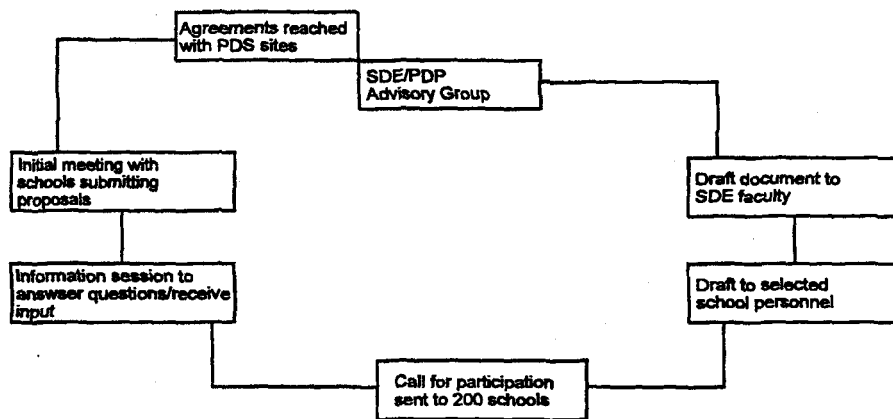 Agreements reached
with PDS sites
SDE/PDP
Advisory Group
Initial meeting with
schools submitting
proposals
Draft document to
SDE faculty
Information session to
answser questions/receive
input
Draft to selected
school personnel
Call for participation
sent to 200 schools